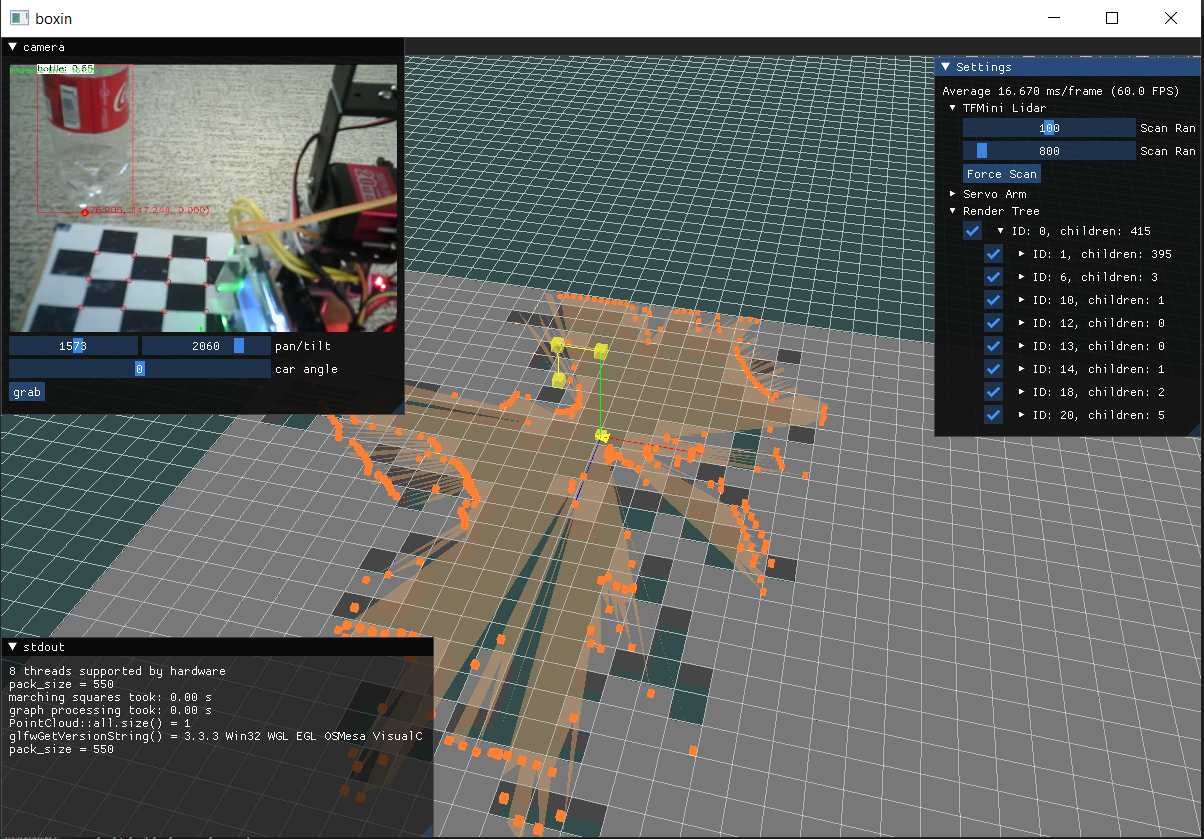 boxin
camera
bottle: 0.65
1573 2060 pan/tilt
0 car angle
grab
Settings
Average 16.670 ms/frame (60.0 FPS)
TFMini Lidar
100 Scan Ran
800 Scan Ran
Force Scan
Servo Arm
Render Tree
ID: 0, children: 415
ID: 1, children: 395
ID: 6, children: 3
ID: 10, children: 1
ID: 12, children: 0
ID: 13, children: 0
ID: 14, children: 1
ID: 18, children: 2
ID: 20, children: 5
stdout
8 threads supported by hardware
pack_size = 550
marching squares took: 0.00 s
graph processing took: 0.00 s
PointCloud::all.size() = 1
glfwGetVersionString() = 3.3.3 Win32 WGL EGL OSMesa VisualC
pack_size = 550